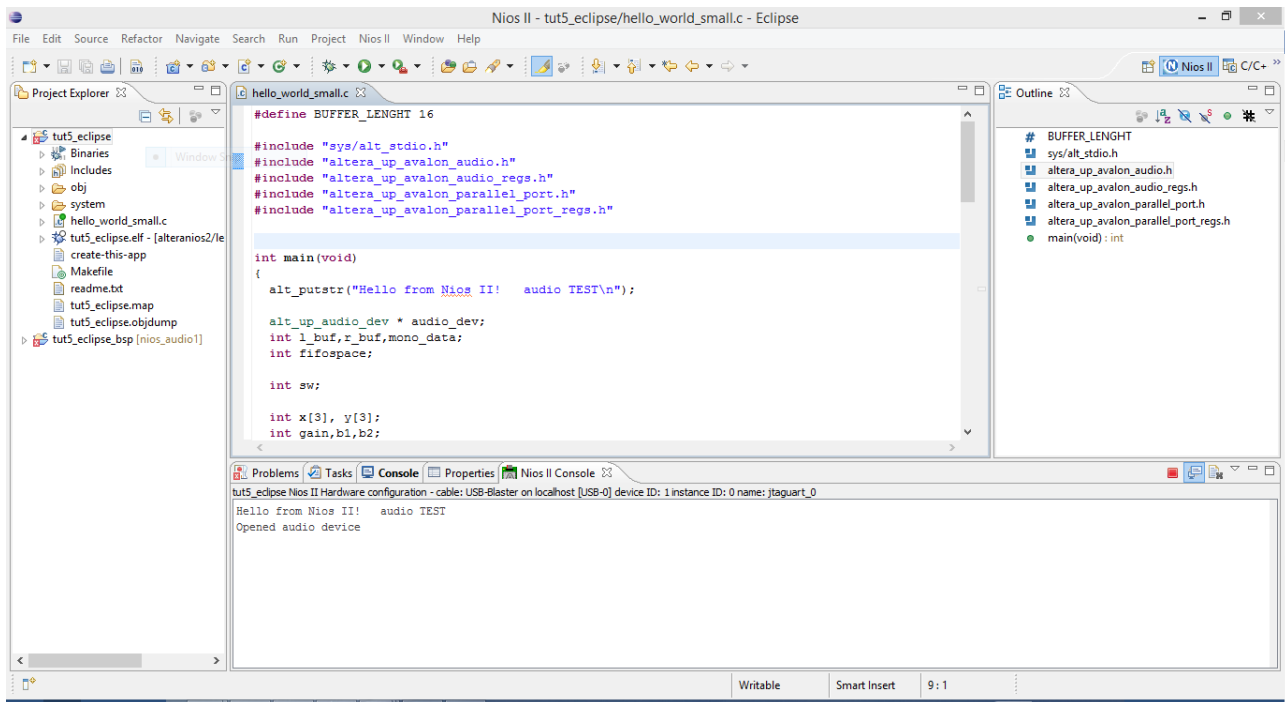 Nios II - tut5_eclipse/hello_world_small.c - Eclipse
File Edit Source Refactor Navigate Search Run Project Nios II Window Help
Nios II C/C+ »
Project Explorer
tut5_eclipse
Binaries
Includes
obj
system
hello_world_small.c
tut5_eclipse.elf - [alteranios2/le
create-this-app
Makefile
readme.txt
tut5_eclipse.map
tut5_eclipse.objdump
tut5_eclipse_bsp [nios_audio1]
Window
hello_world_small.c
#define BUFFER_LENGHT 16
#include "sys/alt_stdio.h"
#include "altera_up_avalon_audio.h"
#include "altera_up_avalon_audio_regs.h"
#include "altera_up_avalon_parallel_port.h"
#include "altera_up_avalon_parallel_port_regs.h"
int main(void)
{
alt_putstr("Hello from Nios II!   audio TEST\n");
alt_up_audio_dev * audio_dev;
int l_buf,r_buf,mono_data;
int fifospace;
int sw;
int x[3], y[3];
int gain,b1,b2;
Outline
BUFFER_LENGHT
sys/alt_stdio.h
altera_up_avalon_audio.h
altera_up_avalon_audio_regs.h
altera_up_avalon_parallel_port.h
altera_up_avalon_parallel_port_regs.h
main(void) : int
Problems Tasks Console Properties Nios II Console
tut5_eclipse Nios II Hardware configuration - cable: USB-Blaster on localhost [USB-0] device ID: 1 instance ID: 0 name: jtaguart_0
Hello from Nios II!   audio TEST
Opened audio device
Writable Smart Insert 9 : 1